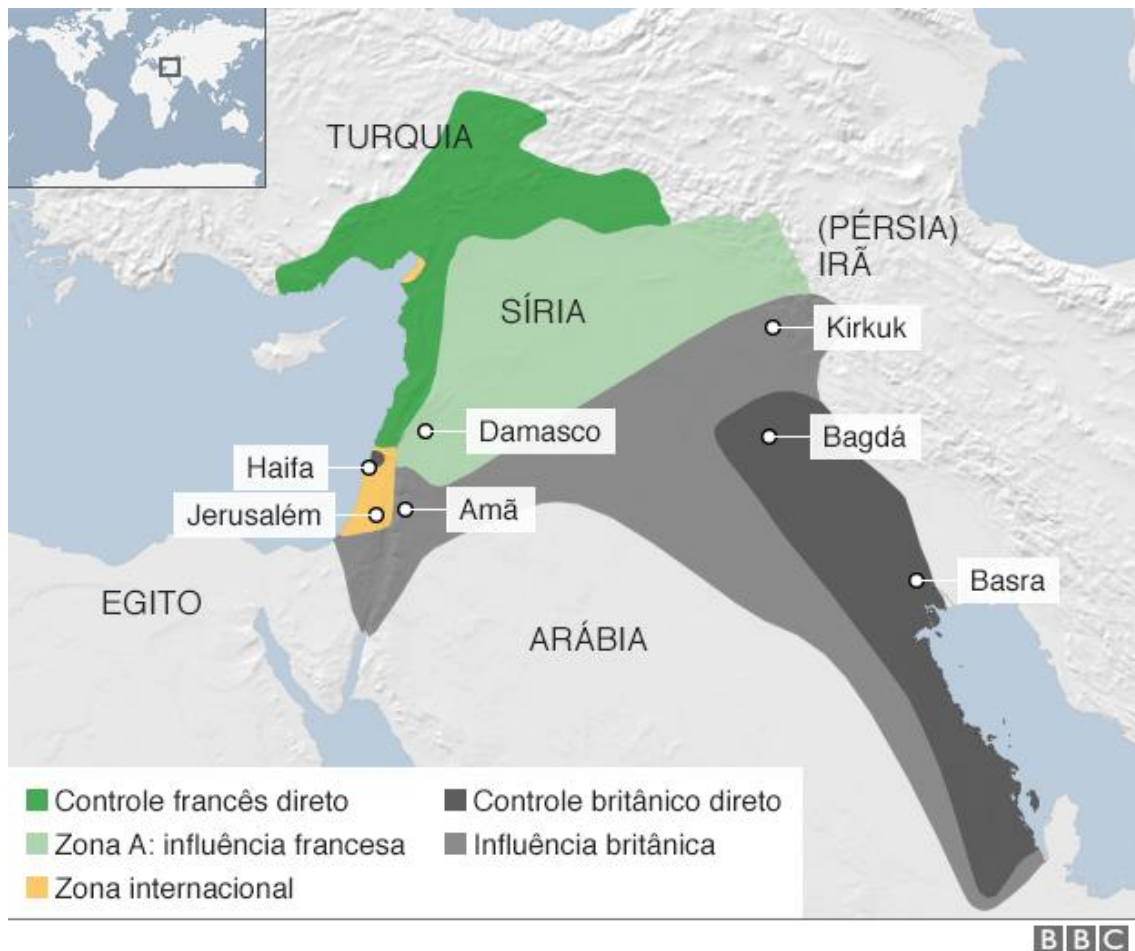 TURQUIA
(PÉRSIA)
IRÃ
SÍRIA
Kirkuk
Damasco
Bagdá
Haifa
Jerusalém
Amã
Basra
EGITO
ARÁBIA
Controle francês direto
Zona A: influência francesa
Zona internacional
Controle britânico direto
Influência britânica
BBC